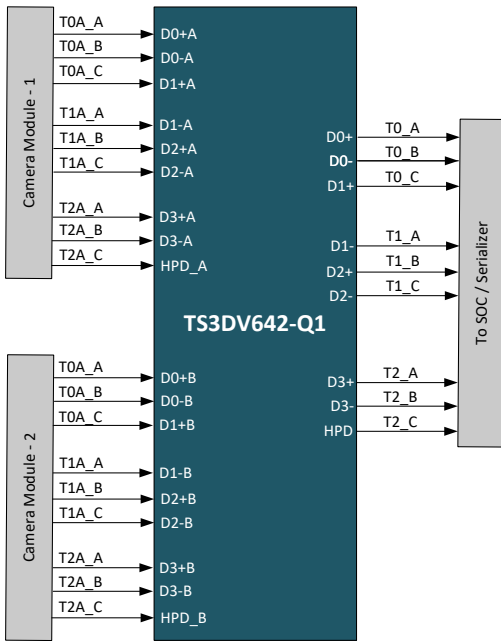 Camera Module - 1
T0A_A
D0+A
T0A_B
D0-A
T0A_C
D1+A
T1A_A
D1-A
T1A_B
D2+A
T1A_C
D2-A
T2A_A
D3+A
T2A_B
D3-A
T2A_C
HPD_A
TS3DV642-Q1
Camera Module - 2
T0A_A
D0+B
T0A_B
D0-B
T0A_C
D1+B
T1A_A
D1-B
T1A_B
D2+B
T1A_C
D2-B
T2A_A
D3+B
T2A_B
D3-B
T2A_C
HPD_B
D0+
T0_A
D0-
T0_B
D1+
T0_C
D1-
T1_A
D2+
T1_B
D2-
T1_C
D3+
T2_A
D3-
T2_B
HPD
T2_C
To SOC / Serializer